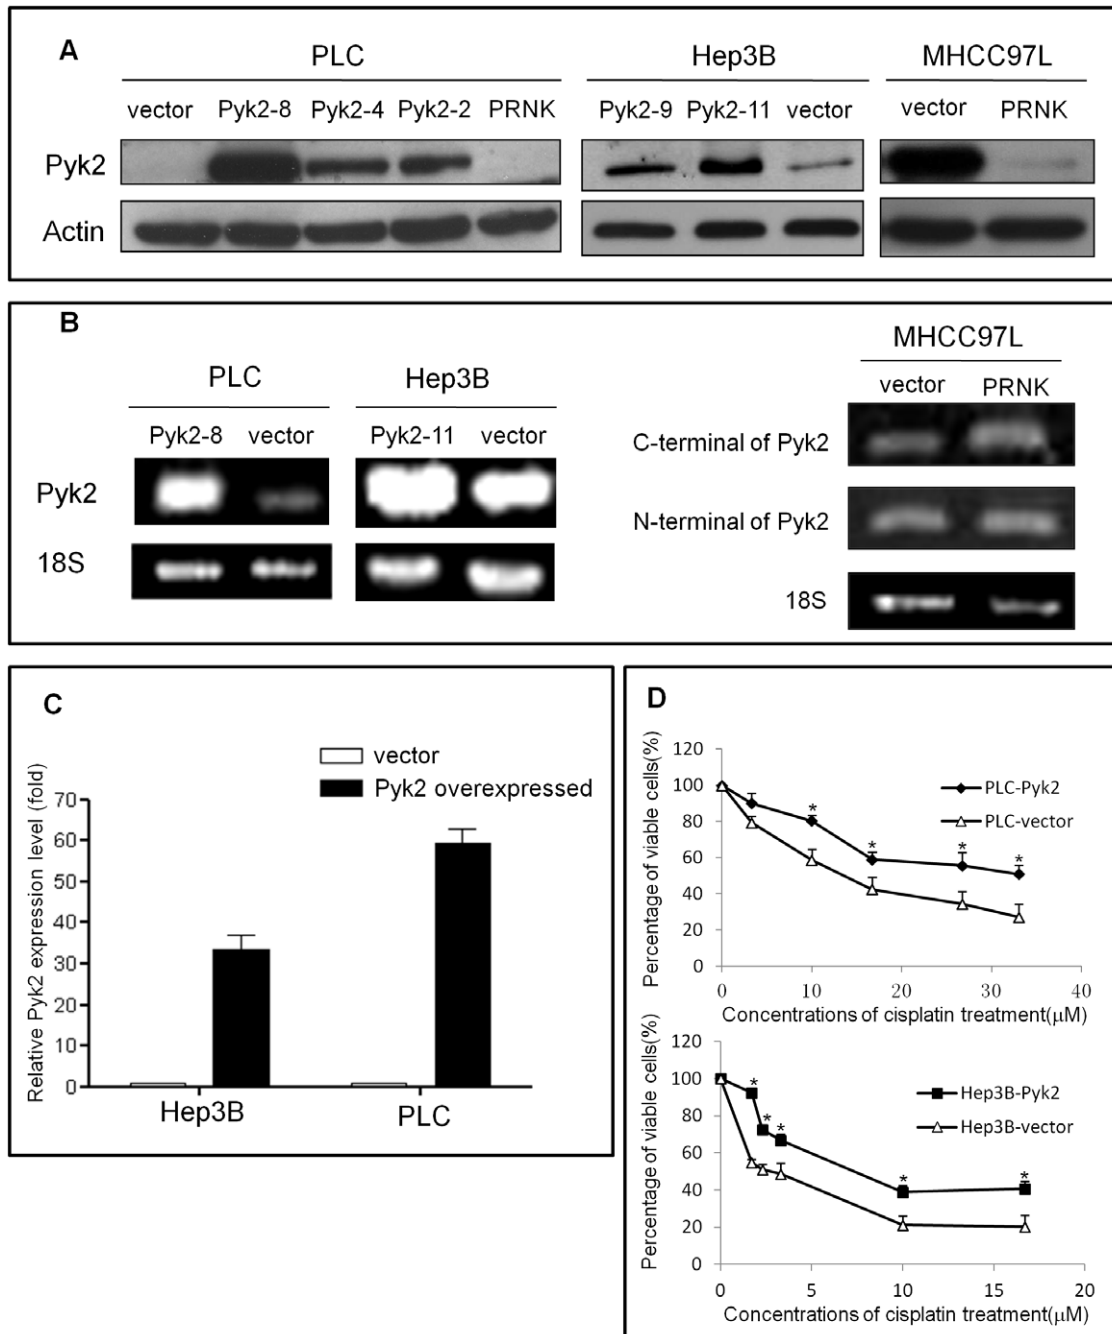 A
PLC
Hep3B
MHCC97L
vector Pyk2-8 Pyk2-4 Pyk2-2 PRNK
Pyk2-9 Pyk2-11 vector
vector PRNK
Pyk2
Actin
B
PLC
Hep3B
MHCC97L
Pyk2-8 vector
Pyk2-11 vector
vector PRNK
Pyk2
18S
C-terminal of Pyk2
N-terminal of Pyk2
18S
C
vector
Pyk2 overexpressed
Relative Pyk2 expression level (fold)
70
60
50
40
30
20
10
0
Hep3B PLC
D
Percentage of viable cells(%)
120
100
80
60
40
20
0
PLC-Pyk2
PLC-vector
* * * *
0 10 20 30 40
Concentrations of cisplatin treatment(μM)
Percentage of viable cells(%)
120
100
80
60
40
20
0
Hep3B-Pyk2
Hep3B-vector
* * * * *
0 5 10 15 20
Concentrations of cisplatin treatment(μM)